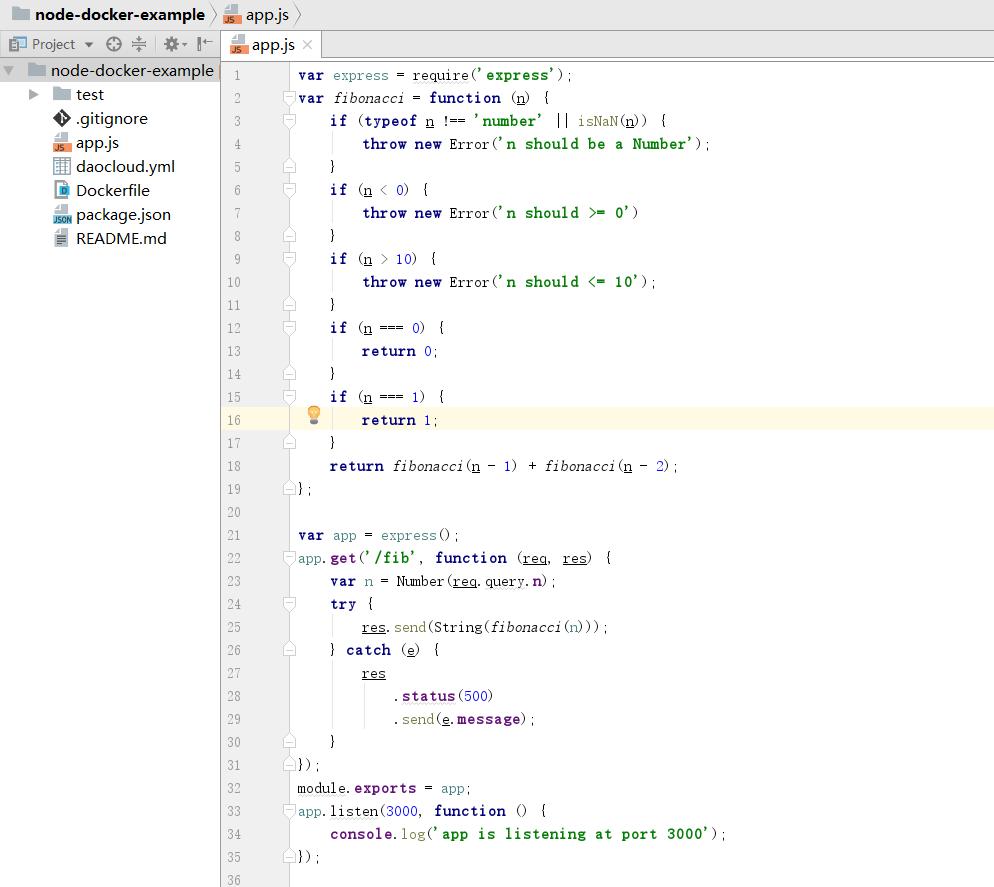 node-docker-example app.js
Project
app.js
node-docker-example
test
.gitignore
app.js
daocloud.yml
Dockerfile
package.json
README.md
1 var express = require('express');
2 var fibonacci = function (n) {
3 if (typeof n !== 'number' || isNaN(n)) {
4 throw new Error('n should be a Number');
5 }
6 if (n < 0) {
7 throw new Error('n should >= 0')
8 }
9 if (n > 10) {
10 throw new Error('n should <= 10');
11 }
12 if (n === 0) {
13 return 0;
14 }
15 if (n === 1) {
16 return 1;
17 }
18 return fibonacci(n - 1) + fibonacci(n - 2);
19 };
20
21 var app = express();
22 app.get('/fib', function (req, res) {
23 var n = Number(req.query.n);
24 try {
25 res.send(String(fibonacci(n)));
26 } catch (e) {
27 res
28 .status(500)
29 .send(e.message);
30 }
31 });
32 module.exports = app;
33 app.listen(3000, function () {
34 console.log('app is listening at port 3000');
35 });
36